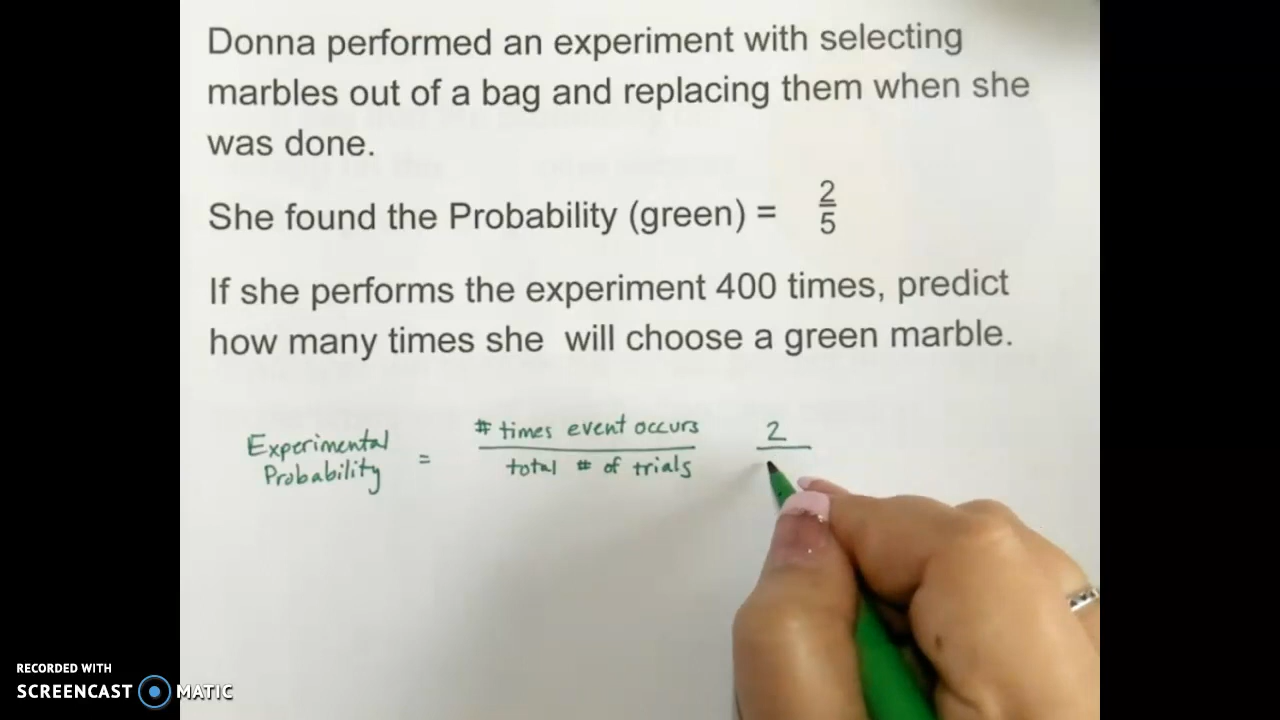 Donna performed an experiment with selecting
marbles out of a bag and replacing them when she
was done.
She found the Probability (green) = 2/5
If she performs the experiment 400 times, predict
how many times she will choose a green marble.
Experimental
Probability
=
# times event occurs
total # of trials
2
RECORDED WITH
SCREENCAST MATIC